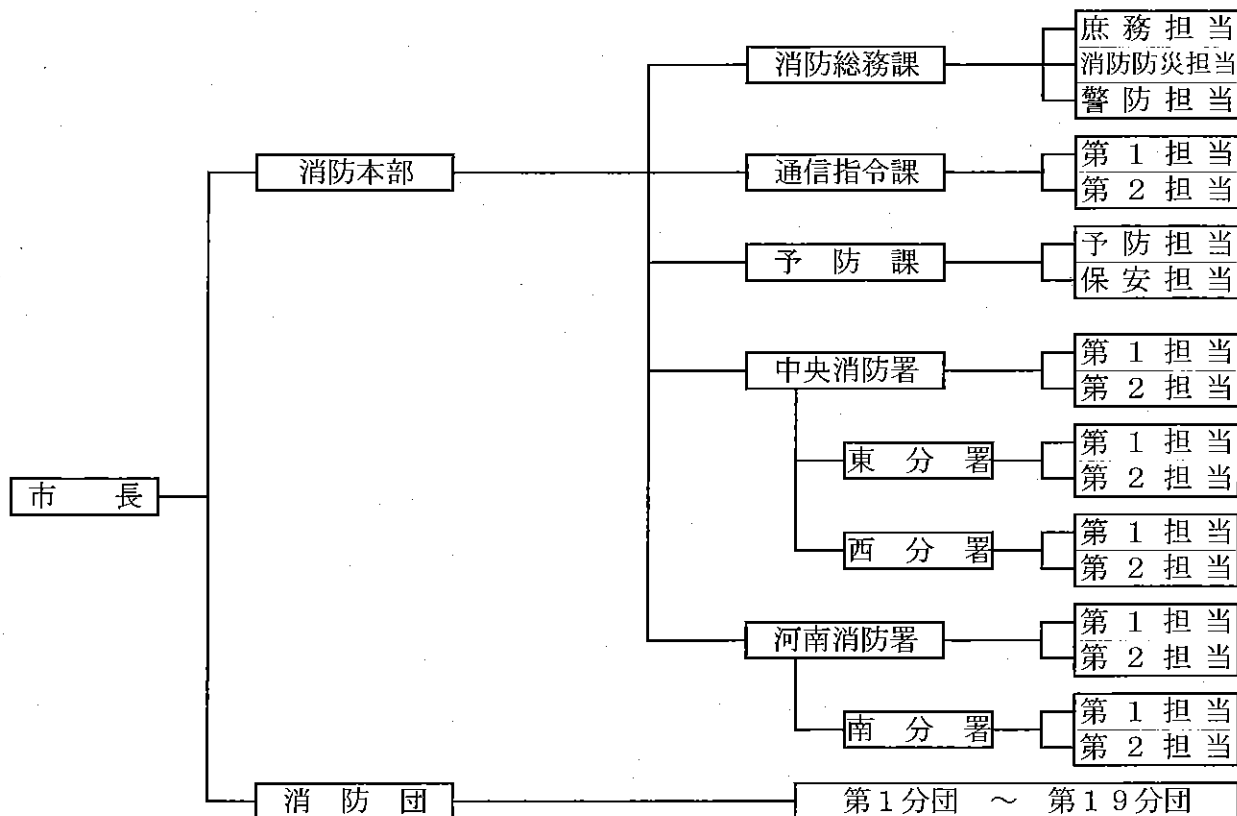 庶務担当
消防総務課
消防防災担当
警防担当
第1担当
消防本部
通信指令課
第2担当
予防担当
予防課
保安担当
第1担当
中央消防署
第2担当
第1担当
東分署
第2担当
市長
第1担当
西分署
第2担当
第1担当
河南消防署
第2担当
第1担当
南分署
第2担当
消防団
第1分団 ～ 第19分団